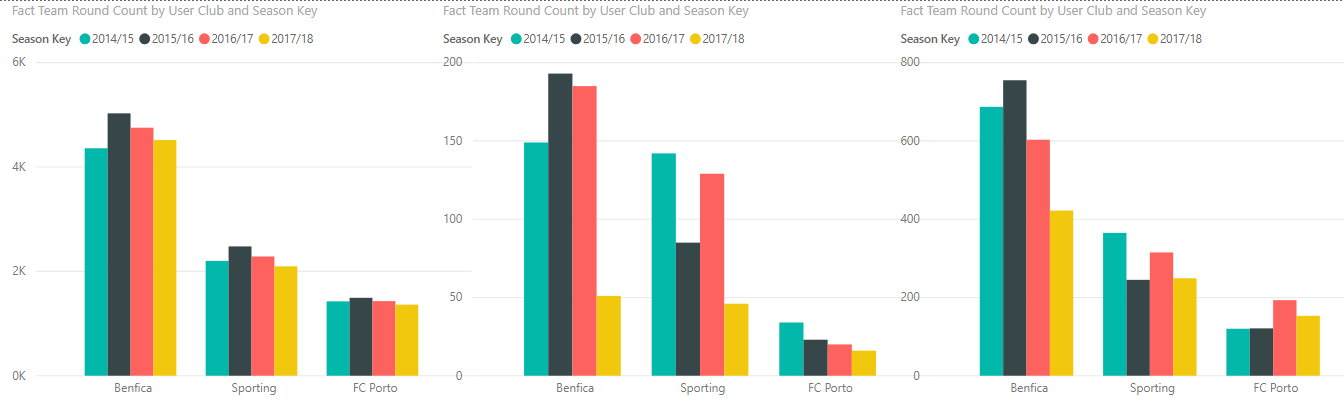 Fact Team Round Count by User Club and Season Key
Season Key 2014/15 2015/16 2016/17 2017/18
6K
4K
2K
0K
Benfica Sporting FC Porto
Fact Team Round Count by User Club and Season Key
Season Key 2014/15 2015/16 2016/17 2017/18
200
150
100
50
0
Benfica Sporting FC Porto
Fact Team Round Count by User Club and Season Key
Season Key 2014/15 2015/16 2016/17 2017/18
800
600
400
200
0
Benfica Sporting FC Porto